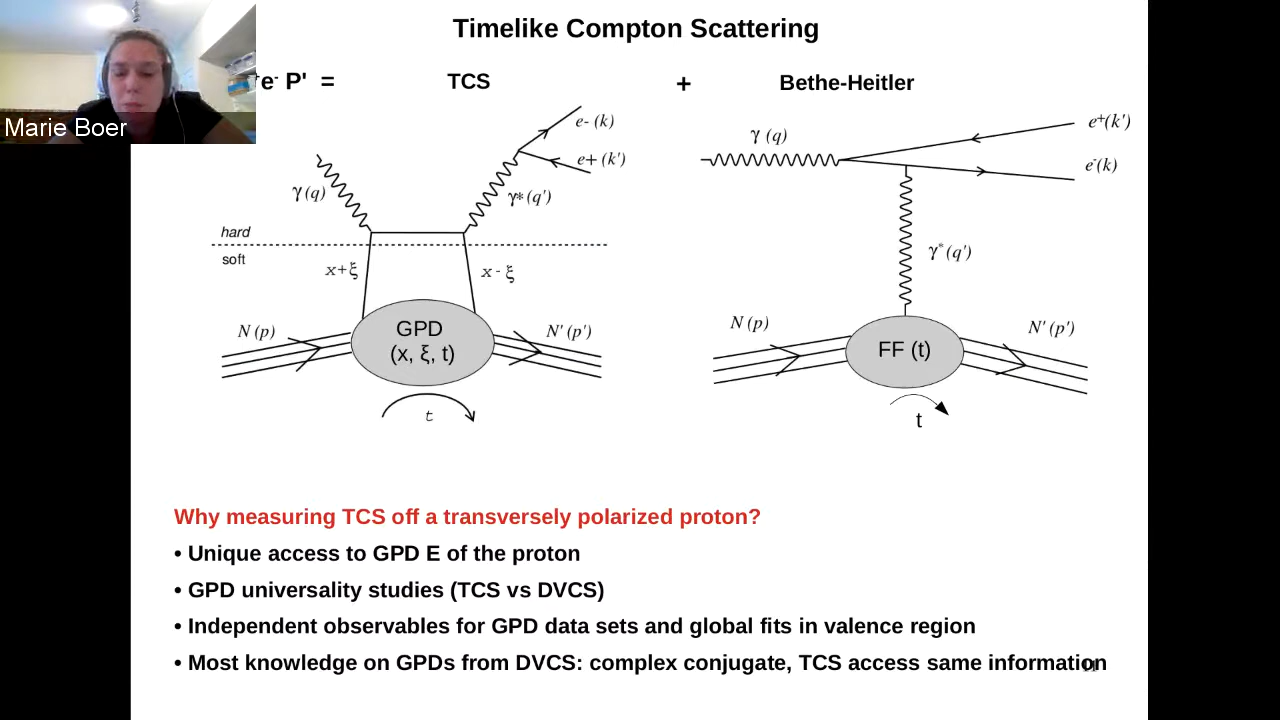 Timelike Compton Scattering
e⁻ P' = TCS + Bethe-Heitler
Marie Boer
e- (k)
e+ (k')
γ (q)
γ* (q')
hard
soft
x+ξ
x - ξ
N (p)
GPD
(x, ξ, t)
N' (p')
t
γ (q)
e⁺(k')
e⁻(k)
γ* (q')
N (p)
FF (t)
N' (p')
t
Why measuring TCS off a transversely polarized proton?
• Unique access to GPD E of the proton
• GPD universality studies (TCS vs DVCS)
• Independent observables for GPD data sets and global fits in valence region
• Most knowledge on GPDs from DVCS: complex conjugate, TCS access same information